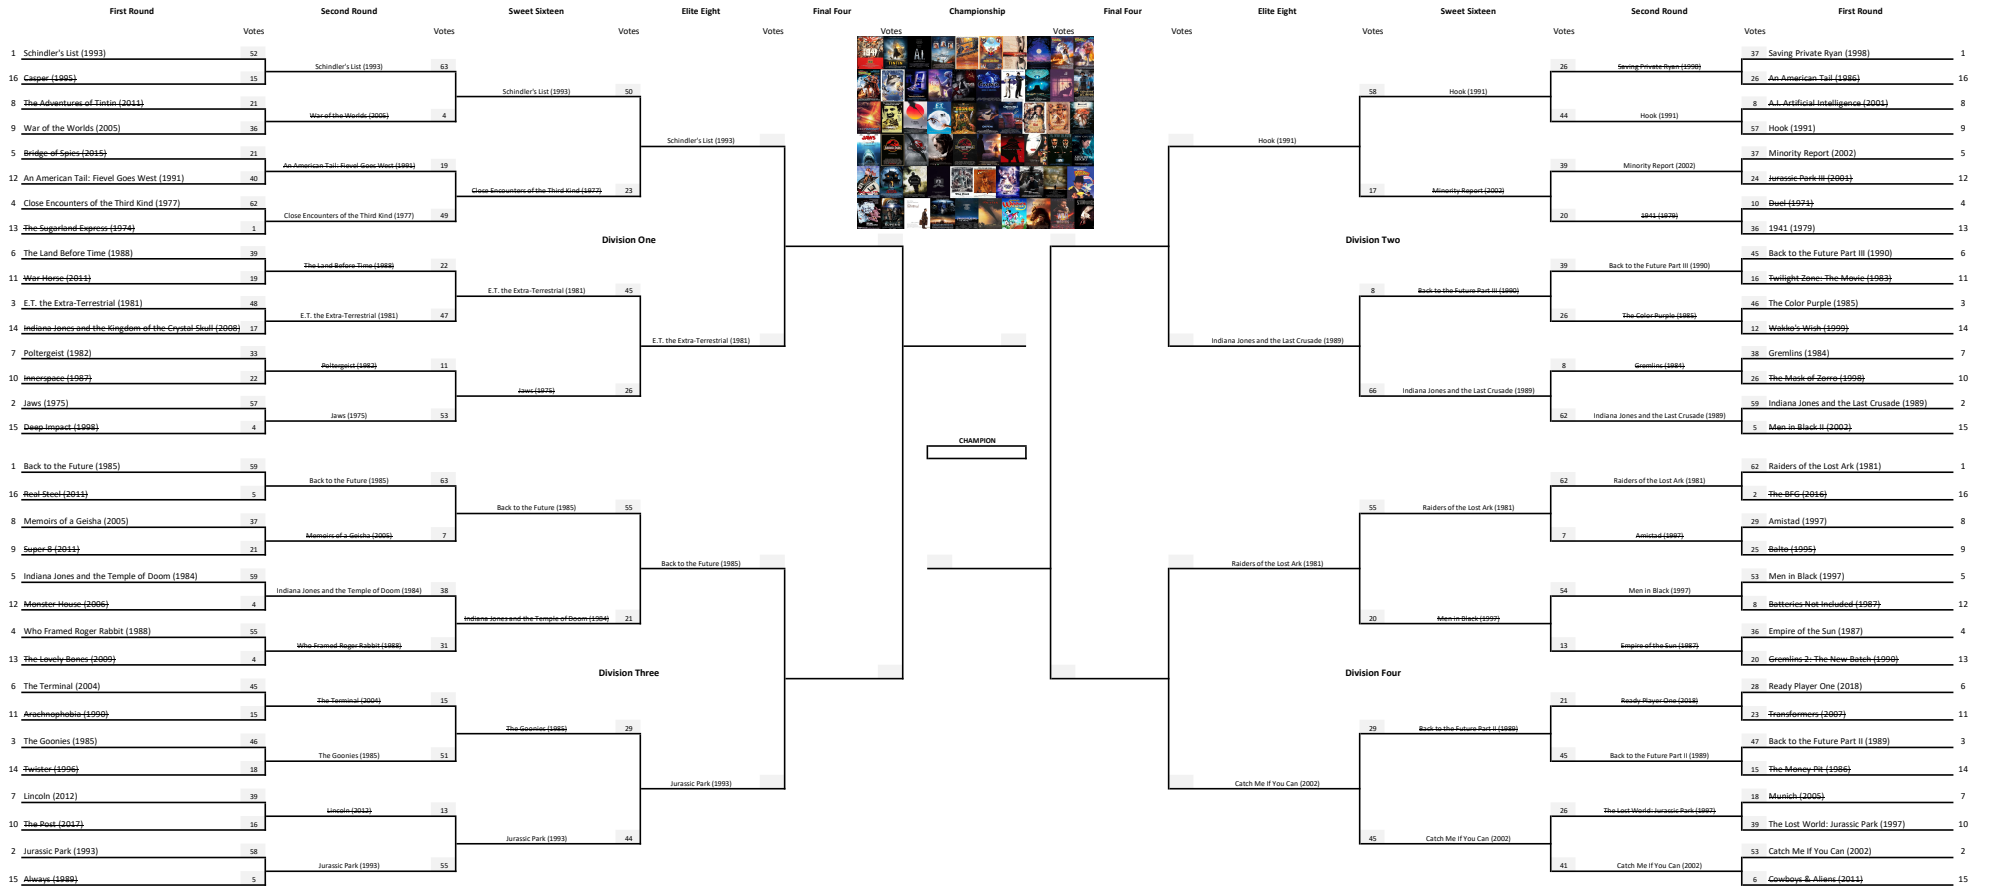 First Round Second Round Sweet Sixteen Elite Eight Final Four Championship Final Four Elite Eight Sweet Sixteen Second Round First Round
Votes Votes Votes Votes Votes Votes Votes Votes Votes Votes
1 Schindler's List (1993) 52
16 Casper (1995) 15
8 The Adventures of Tintin (2011) 21
9 War of the Worlds (2005) 36
5 Bridge of Spies (2015) 21
12 An American Tail: Fievel Goes West (1991) 40
4 Close Encounters of the Third Kind (1977) 62
13 The Sugarland Express (1974) 1
6 The Land Before Time (1988) 39
11 War Horse (2011) 19
3 E.T. the Extra-Terrestrial (1981) 48
14 Indiana Jones and the Kingdom of the Crystal Skull (2008) 17
7 Poltergeist (1982) 33
10 Innerspace (1987) 22
2 Jaws (1975) 57
15 Deep Impact (1998) 4
Schindler's List (1993) 63
War of the Worlds (2005) 4
An American Tail: Fievel Goes West (1991) 19
Close Encounters of the Third Kind (1977) 49
The Land Before Time (1988) 22
E.T. the Extra-Terrestrial (1981) 47
Poltergeist (1982) 11
Jaws (1975) 53
Schindler's List (1993) 50
Close Encounters of the Third Kind (1977) 23
E.T. the Extra-Terrestrial (1981) 45
Jaws (1975) 26
Schindler's List (1993)
E.T. the Extra-Terrestrial (1981)
Division One
1 Back to the Future (1985) 59
16 Real Steel (2011) 5
8 Memoirs of a Geisha (2005) 37
9 Super 8 (2011) 21
5 Indiana Jones and the Temple of Doom (1984) 59
12 Monster House (2006) 4
4 Who Framed Roger Rabbit (1988) 55
13 The Lovely Bones (2009) 4
6 The Terminal (2004) 45
11 Arachnophobia (1990) 15
3 The Goonies (1985) 46
14 Twister (1996) 18
7 Lincoln (2012) 39
10 The Post (2017) 16
2 Jurassic Park (1993) 58
15 Always (1989) 5
Back to the Future (1985) 63
Memoirs of a Geisha (2005) 7
Indiana Jones and the Temple of Doom (1984) 38
Who Framed Roger Rabbit (1988) 31
The Terminal (2004) 15
The Goonies (1985) 51
Lincoln (2012) 13
Jurassic Park (1993) 55
Back to the Future (1985) 55
Indiana Jones and the Temple of Doom (1984) 21
The Goonies (1985) 29
Jurassic Park (1993) 44
Back to the Future (1985)
Jurassic Park (1993)
Division Three
CHAMPION
37 Saving Private Ryan (1998) 1
26 An American Tail (1986) 16
8 A.I. Artificial Intelligence (2001) 8
57 Hook (1991) 9
37 Minority Report (2002) 5
24 Jurassic Park III (2001) 12
10 Duel (1971) 4
36 1941 (1979) 13
45 Back to the Future Part III (1990) 6
16 Twilight Zone: The Movie (1983) 11
46 The Color Purple (1985) 3
12 Wakko's Wish (1999) 14
38 Gremlins (1984) 7
26 The Mask of Zorro (1998) 10
59 Indiana Jones and the Last Crusade (1989) 2
5 Men in Black II (2002) 15
26 Saving Private Ryan (1998)
44 Hook (1991)
39 Minority Report (2002)
20 1941 (1979)
39 Back to the Future Part III (1990)
26 The Color Purple (1985)
8 Gremlins (1984)
62 Indiana Jones and the Last Crusade (1989)
58 Hook (1991)
17 Minority Report (2002)
8 Back to the Future Part III (1990)
66 Indiana Jones and the Last Crusade (1989)
Hook (1991)
Indiana Jones and the Last Crusade (1989)
Division Two
62 Raiders of the Lost Ark (1981) 1
2 The BFG (2016) 16
29 Amistad (1997) 8
25 Balto (1995) 9
53 Men in Black (1997) 5
8 Batteries Not Included (1987) 12
36 Empire of the Sun (1987) 4
20 Gremlins 2: The New Batch (1990) 13
28 Ready Player One (2018) 6
23 Transformers (2007) 11
47 Back to the Future Part II (1989) 3
15 The Money Pit (1986) 14
18 Munich (2005) 7
39 The Lost World: Jurassic Park (1997) 10
53 Catch Me If You Can (2002) 2
6 Cowboys & Aliens (2011) 15
62 Raiders of the Lost Ark (1981)
7 Amistad (1997)
54 Men in Black (1997)
13 Empire of the Sun (1987)
21 Ready Player One (2018)
45 Back to the Future Part II (1989)
26 The Lost World: Jurassic Park (1997)
41 Catch Me If You Can (2002)
55 Raiders of the Lost Ark (1981)
20 Men in Black (1997)
29 Back to the Future Part II (1989)
45 Catch Me If You Can (2002)
Raiders of the Lost Ark (1981)
Catch Me If You Can (2002)
Division Four